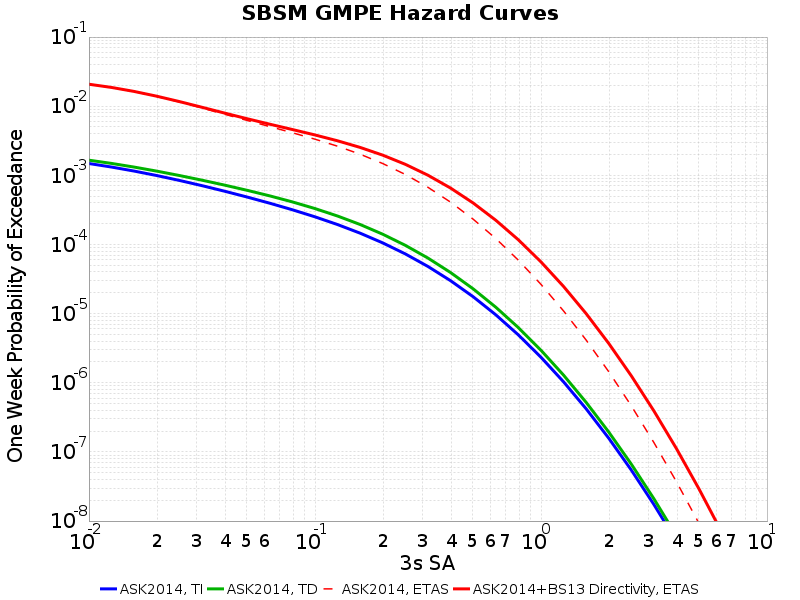 SBSM GMPE Hazard Curves
One Week Probability of Exceedance
10^-1
10^-2
10^-3
10^-4
10^-5
10^-6
10^-7
10^-8
10^-2 2 3 4 5 6 10^-1 2 3 4 5 6 7 10^0 2 3 4 5 6 7 10^1
3s SA
ASK2014, TI ASK2014, TD ASK2014, ETAS ASK2014+BS13 Directivity, ETAS